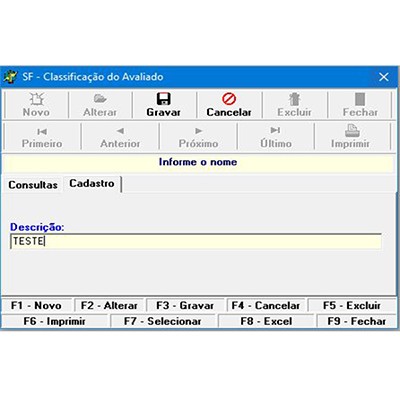 SF - Classificação do Avaliado
Novo Alterar Gravar Cancelar Excluir Fechar
Primeiro Anterior Próximo Último Imprimir
Informe o nome
Consultas Cadastro
Descrição:
TESTE
F1 - Novo F2 - Alterar F3 - Gravar F4 - Cancelar F5 - Excluir
F6 - Imprimir F7 - Selecionar F8 - Excel F9 - Fechar